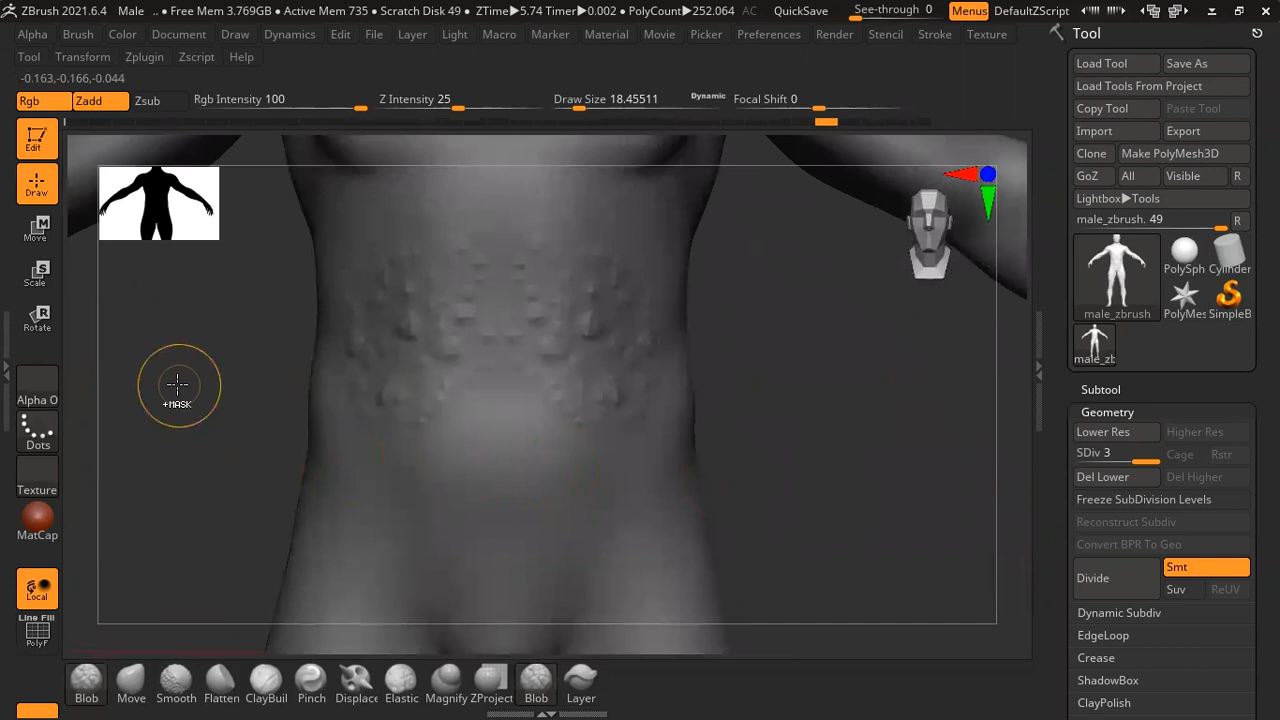 ZBrush 2021.6.4 Male • Free Mem 3.769GB • Active Mem 735 • Scratch Disk 49 • ZTime▶5.74 Timer▶0.002 • PolyCount▶252.064 AC QuickSave See-through 0 Menus DefaultZScript
Alpha Brush Color Document Draw Dynamics Edit File Layer Light Macro Marker Material Movie Picker Preferences Render Stencil Stroke Texture
Tool Transform Zplugin Zscript Help
-0.163,-0.166,-0.044
Rgb Zadd Zsub Rgb Intensity 100 Z Intensity 25 Draw Size 18.45511 Dynamic Focal Shift 0
Edit
Draw
Move
Scale
Rotate
Alpha O
Dots
Texture
MatCap
Local
Line Fill
PolyF
+MASK
Blob Move Smooth Flatten ClayBuil Pinch Displace Elastic Magnify ZProject Blob Layer
Tool
Load Tool Save As
Load Tools From Project
Copy Tool Paste Tool
Import Export
Clone Make PolyMesh3D
GoZ All Visible R
Lightbox▶Tools
male_zbrush. 49 R
PolySph Cylinder
male_zbrush PolyMes SimpleB
male_zb
Subtool
Geometry
Lower Res Higher Res
SDiv 3 Cage Rstr
Del Lower Del Higher
Freeze SubDivision Levels
Reconstruct Subdiv
Convert BPR To Geo
Divide Smt
Suv ReUV
Dynamic Subdiv
EdgeLoop
Crease
ShadowBox
ClayPolish